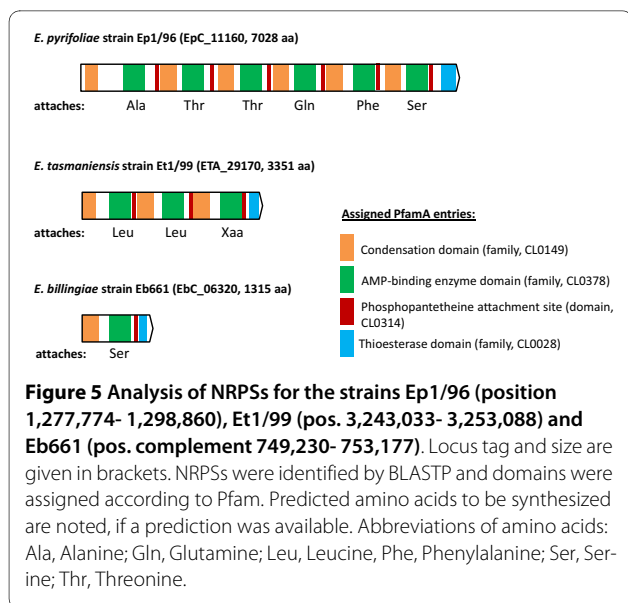 E. pyrifoliae strain Ep1/96 (EpC_11160, 7028 aa)
attaches: Ala Thr Thr Gln Phe Ser
E. tasmaniensis strain Et1/99 (ETA_29170, 3351 aa)
attaches: Leu Leu Xaa
E. billingiae strain Eb661 (EbC_06320, 1315 aa)
attaches: Ser
Assigned PfamA entries:
Condensation domain (family, CL0149)
AMP-binding enzyme domain (family, CL0378)
Phosphopantetheine attachment site (domain,
CL0314)
Thioesterase domain (family, CL0028)
Figure 5 Analysis of NRPSs for the strains Ep1/96 (position
1,277,774- 1,298,860), Et1/99 (pos. 3,243,033- 3,253,088) and
Eb661 (pos. complement 749,230- 753,177). Locus tag and size are
given in brackets. NRPSs were identified by BLASTP and domains were
assigned according to Pfam. Predicted amino acids to be synthesized
are noted, if a prediction was available. Abbreviations of amino acids:
Ala, Alanine; Gln, Glutamine; Leu, Leucine, Phe, Phenylalanine; Ser, Ser-
ine; Thr, Threonine.